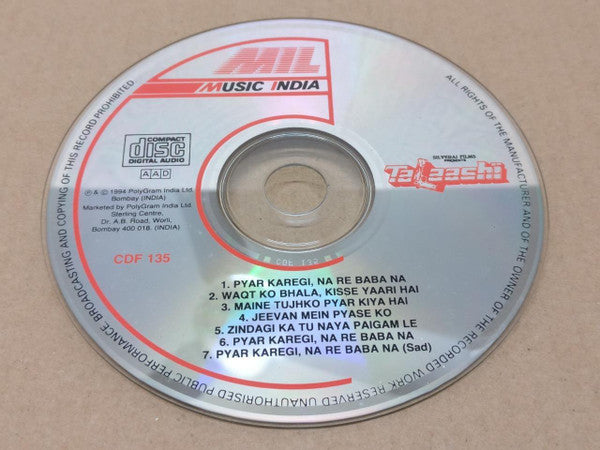 MIL
MUSIC INDIA
COMPACT
disc
DIGITAL AUDIO
AAD
℗ & © 1994 PolyGram India Ltd.
Bombay (INDIA)
Marketed by PolyGram India Ltd.
Sterling Centre,
Dr. A.B. Road, Worli,
Bombay 400 018. (INDIA)
CDF 135
SILVERAJ FILMS
PRESENTS
Talaashi
CDF 135
1. PYAR KAREGI, NA RE BABA NA
2. WAQT KO BHALA, KISSE YAARI HAI
3. MAINE TUJHKO PYAR KIYA HAI
4. JEEVAN MEIN PYASE KO
5. ZINDAGI KA TU NAYA PAIGAM LE
6. PYAR KAREGI, NA RE BABA NA
7. PYAR KAREGI, NA RE BABA NA (Sad)
ALL RIGHTS OF THE MANUFACTURER AND OF THE OWNER OF THE RECORDED WORK RESERVED UNAUTHORISED PUBLIC PERFORMANCE BROADCASTING AND COPYING OF THIS RECORD PROHIBITED